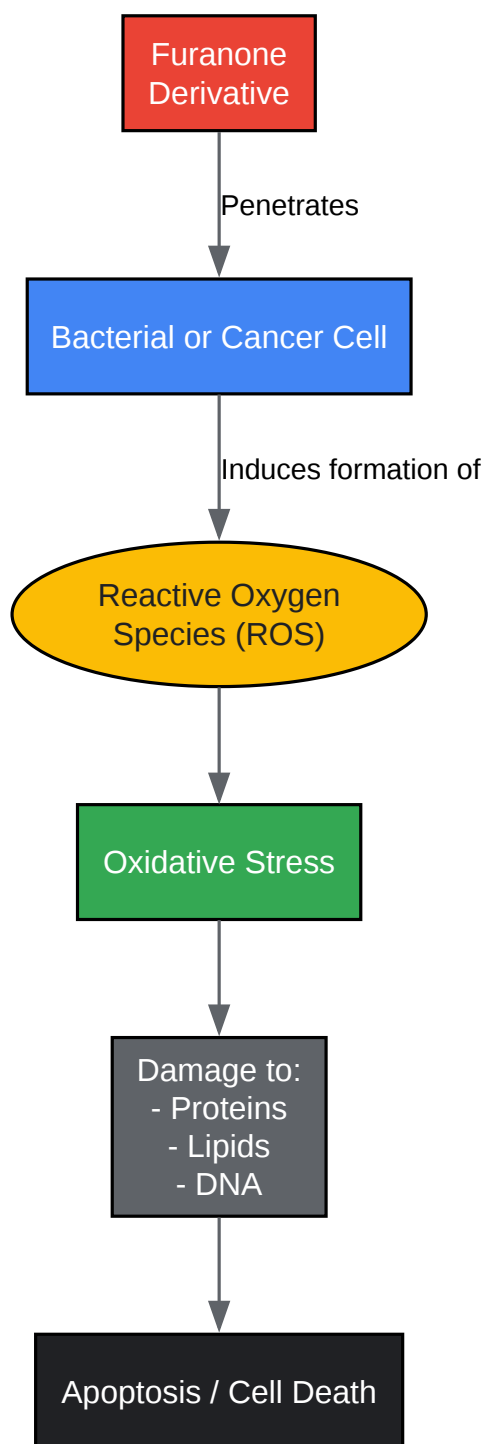 Furanone
Derivative
Penetrates
Bacterial or Cancer Cell
Induces formation of
Reactive Oxygen
Species (ROS)
Oxidative Stress
Damage to:
- Proteins
- Lipids
- DNA
Apoptosis / Cell Death